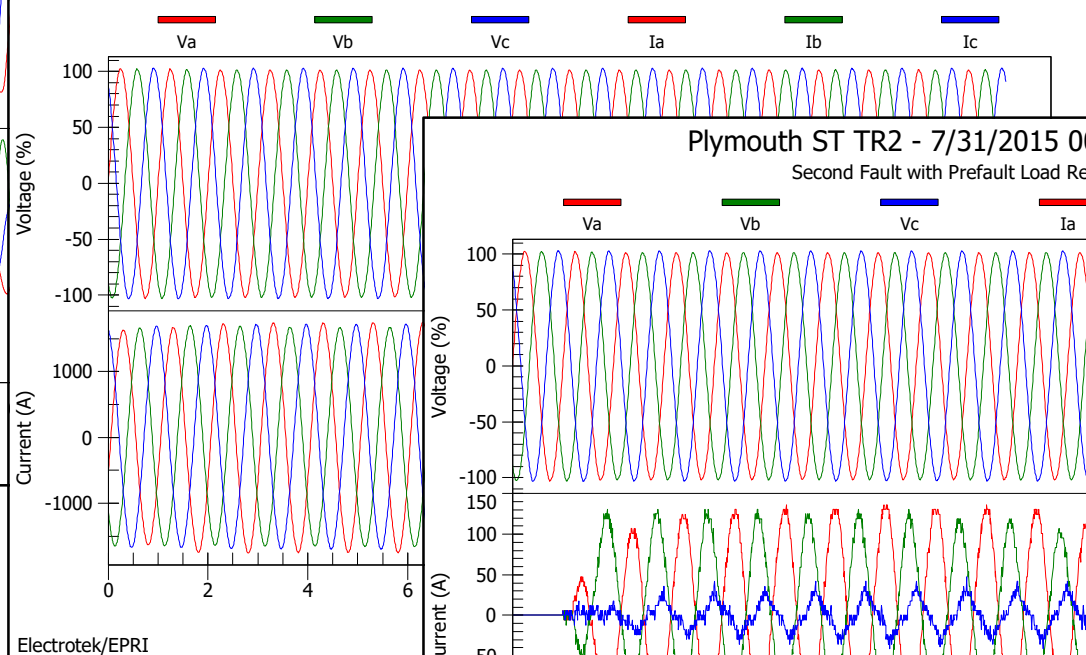 Va Vb Vc Ia Ib Ic
100
50
0
-50
-100
Voltage (%)
1000
0
-1000
Current (A)
0 2 4 6
Electrotek/EPRI
Plymouth ST TR2 - 7/31/2015
Second Fault with Prefault Load
Va Vb Vc Ia
100
50
0
-50
-100
Voltage (%)
150
100
50
0